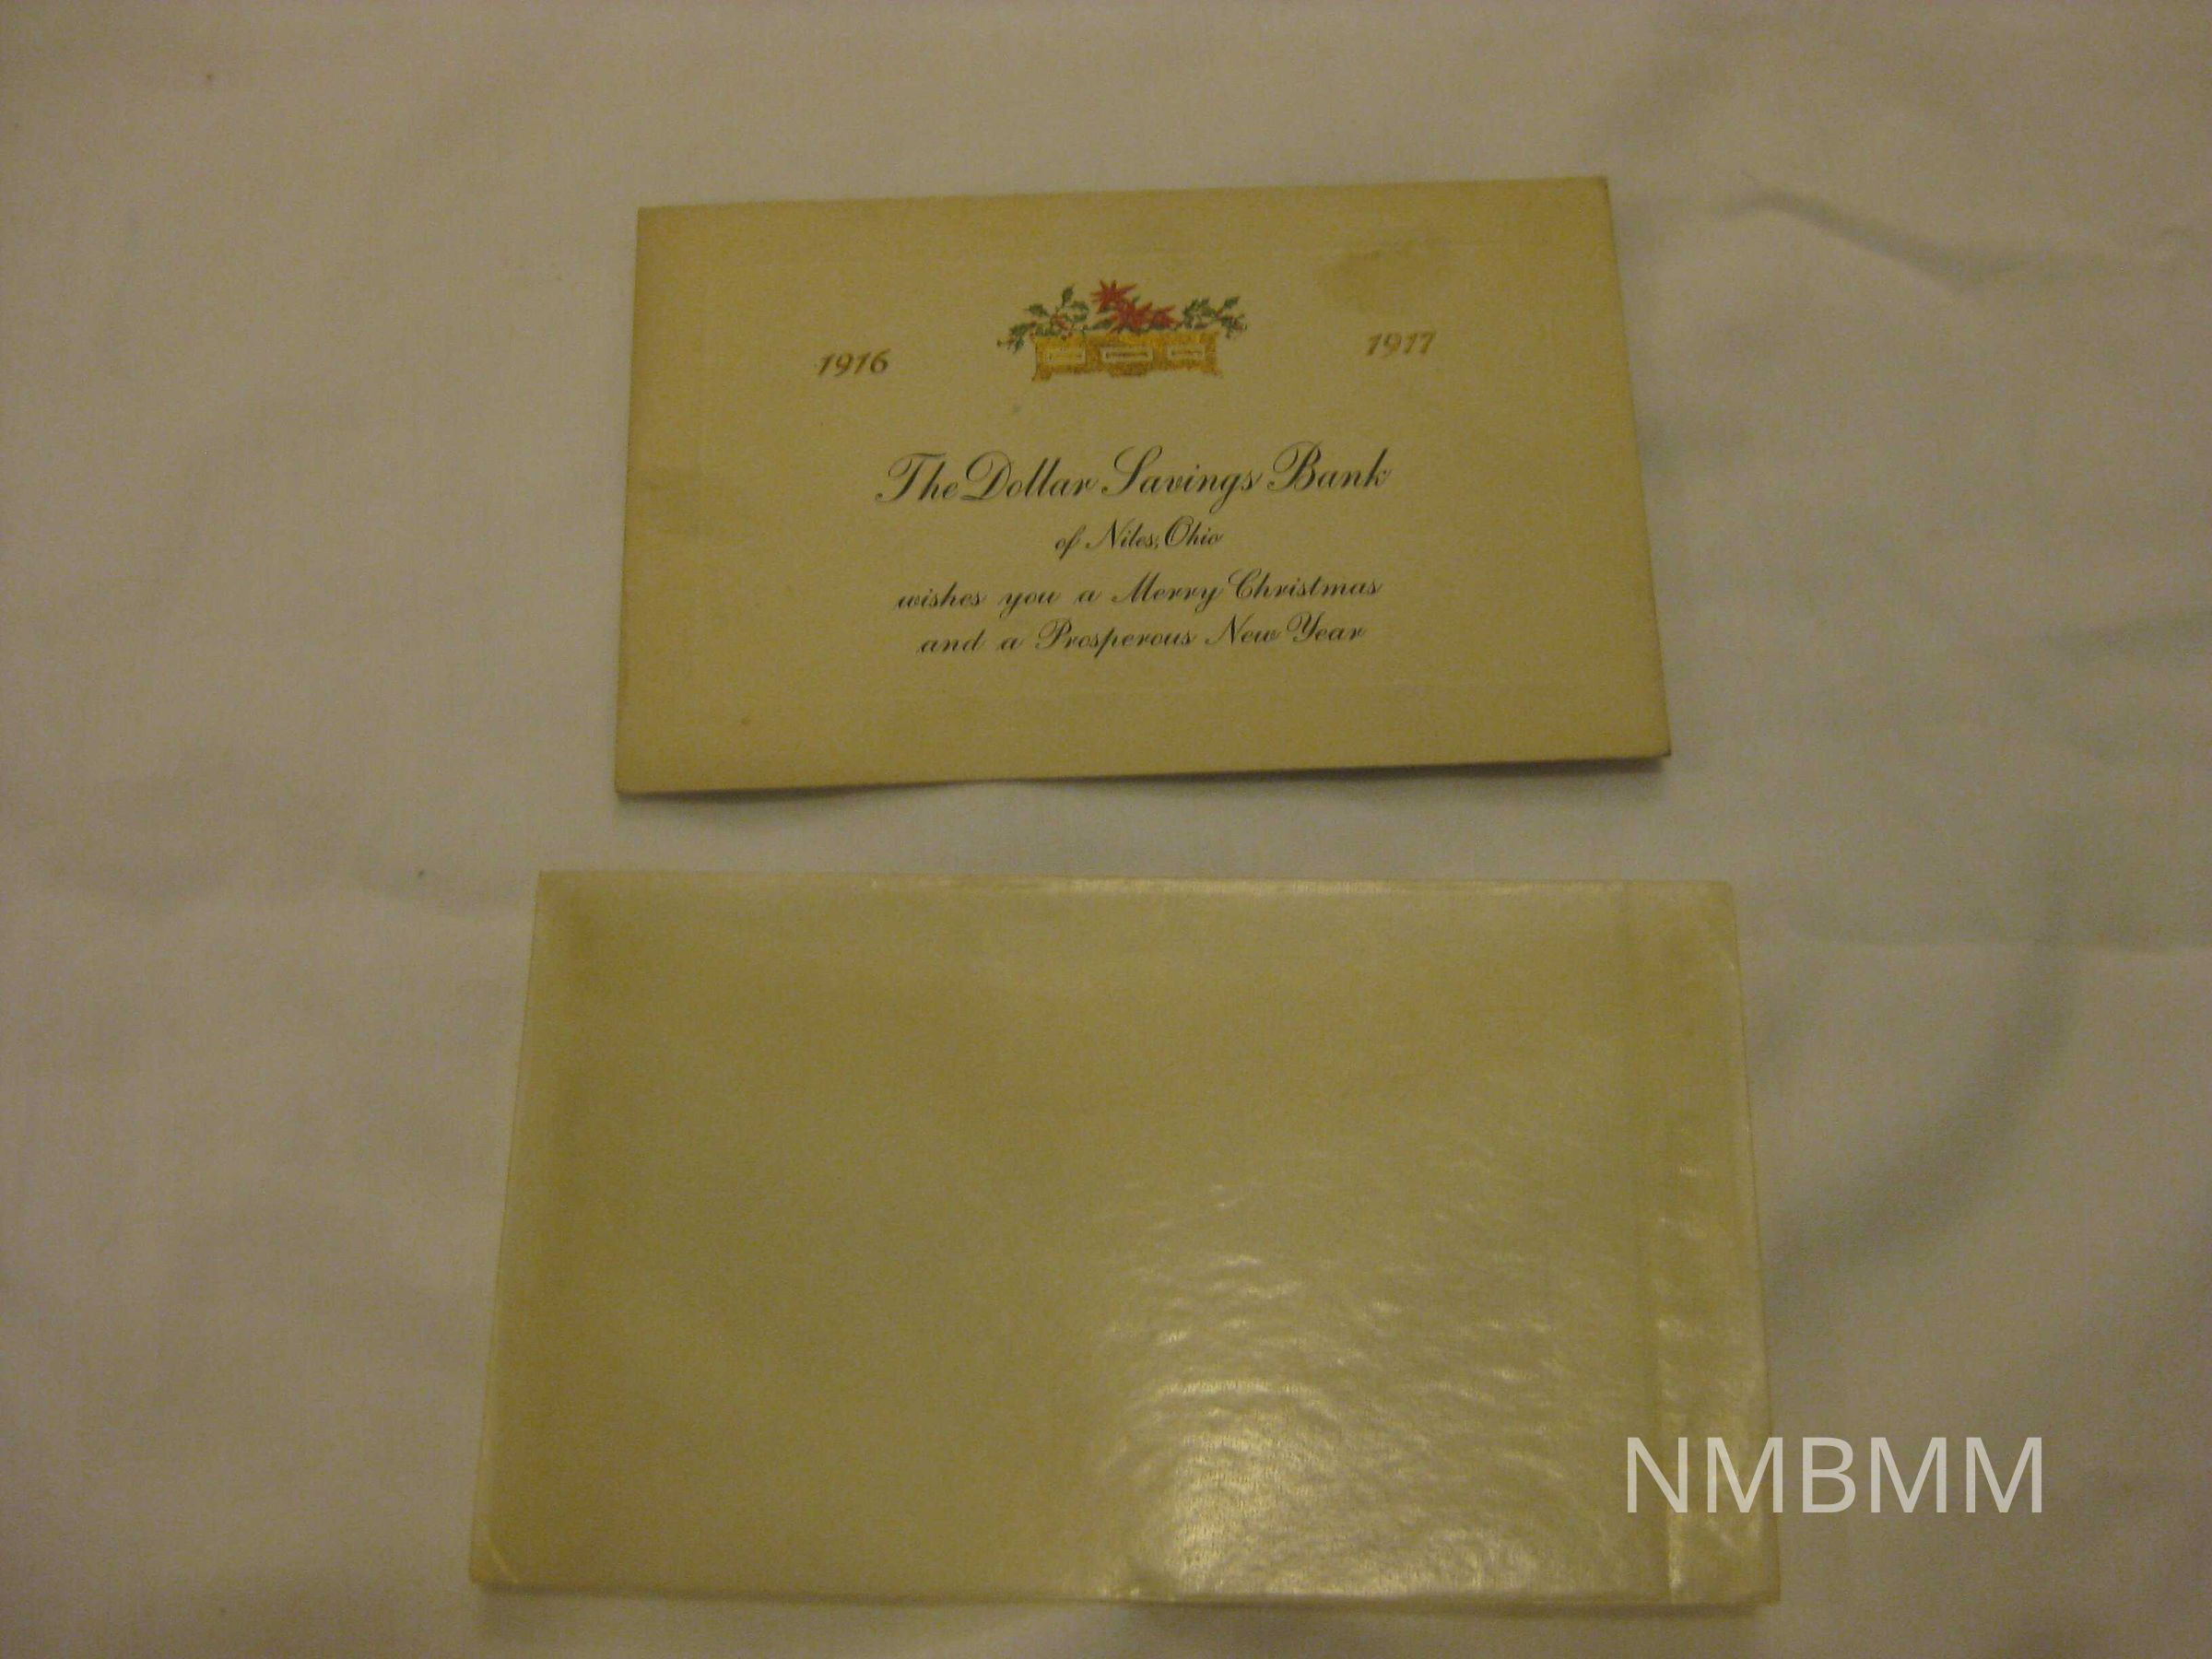 1916 1917
The Dollar Savings Bank
of Niles, Ohio
wishes you a Merry Christmas
and a Prosperous New Year
NMBMM